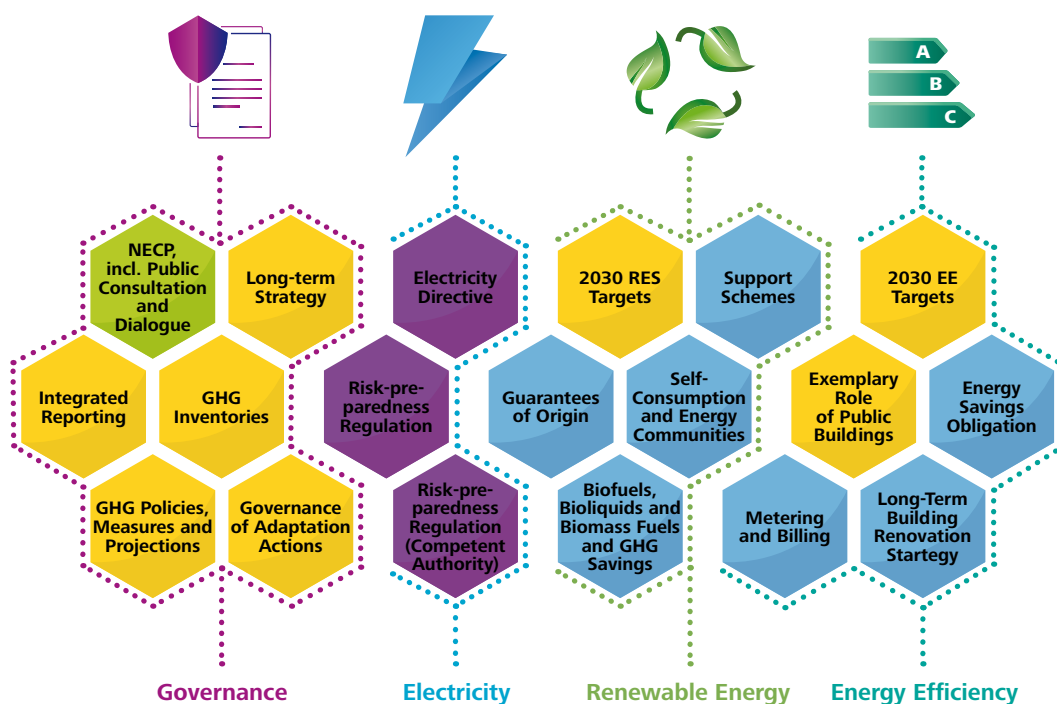 A
B
C
NECP,
incl. Public
Consultation
and
Dialogue
Long-term
Strategy
Integrated
Reporting
GHG
Inventories
GHG Policies,
Measures and
Projections
Governance
of Adaptation
Actions
Electricity
Directive
Risk-pre-
paredness
Regulation
Risk-pre-
paredness
Regulation
(Competent
Authority)
2030 RES
Targets
Support
Schemes
Guarantees
of Origin
Self-
Consumption
and Energy
Communities
Biofuels,
Bioliquids and
Biomass Fuels
and GHG
Savings
2030 EE
Targets
Exemplary
Role
of Public
Buildings
Energy
Savings
Obligation
Metering
and Billing
Long-Term
Building
Renovation
Startegy
Governance
Electricity
Renewable Energy
Energy Efficiency